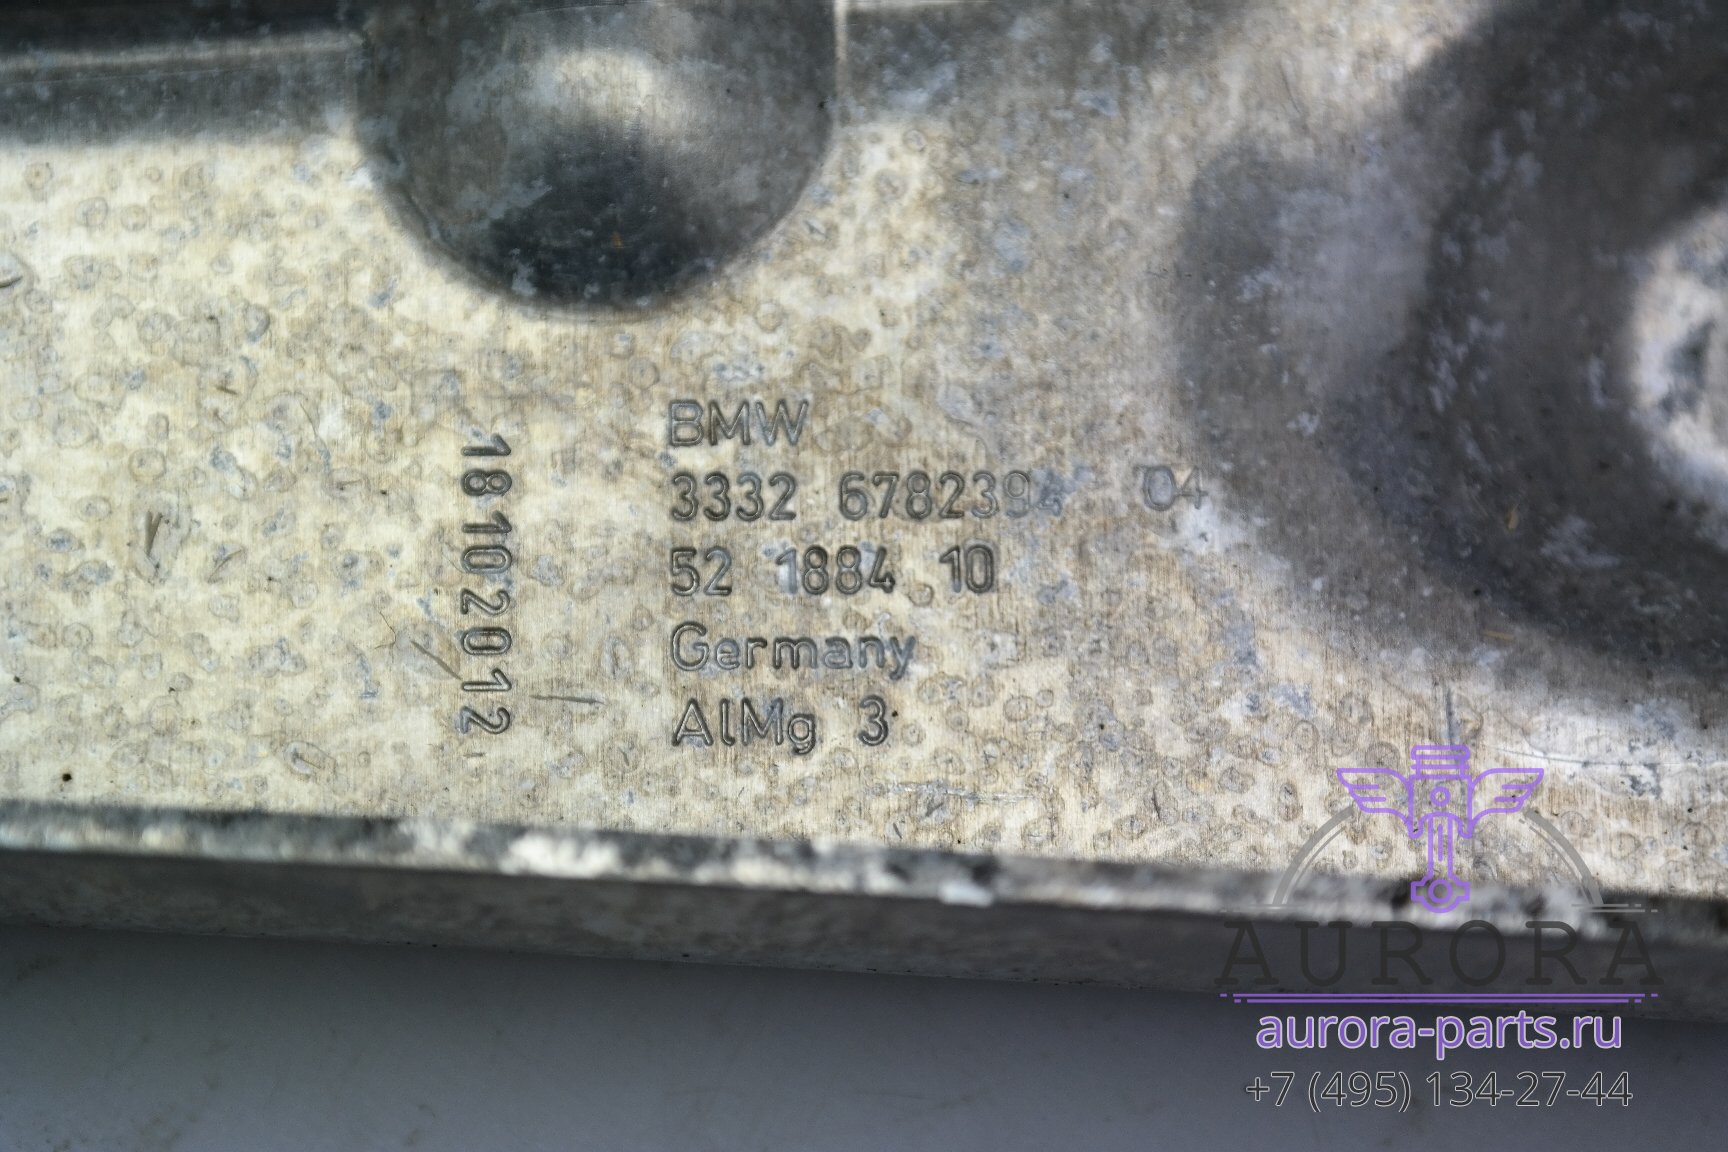 18102012
BMW
3332 6782394 04
52 1884 10
Germany
AlMg 3
AURORA
aurora-parts.ru
+7 (495) 134-27-44